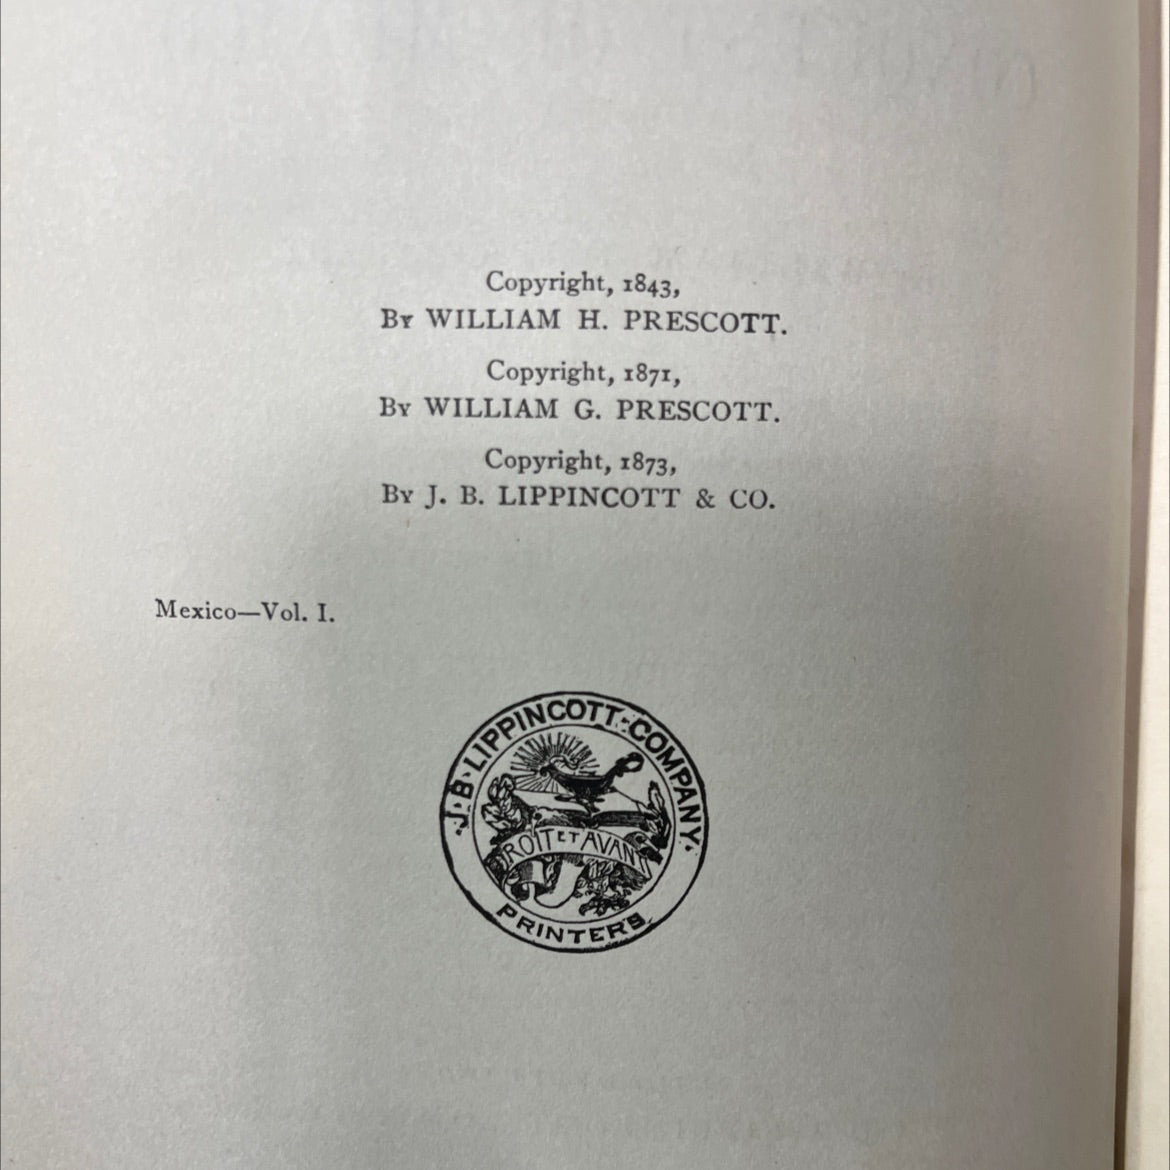 Copyright, 1843,
By WILLIAM H. PRESCOTT.
Copyright, 1871,
By WILLIAM G. PRESCOTT.
Copyright, 1873,
By J. B. LIPPINCOTT & CO.
Mexico—Vol. I.
·J·B·LIPPINCOTT·COMPANY·
DROIT ET AVANT
PRINTERS